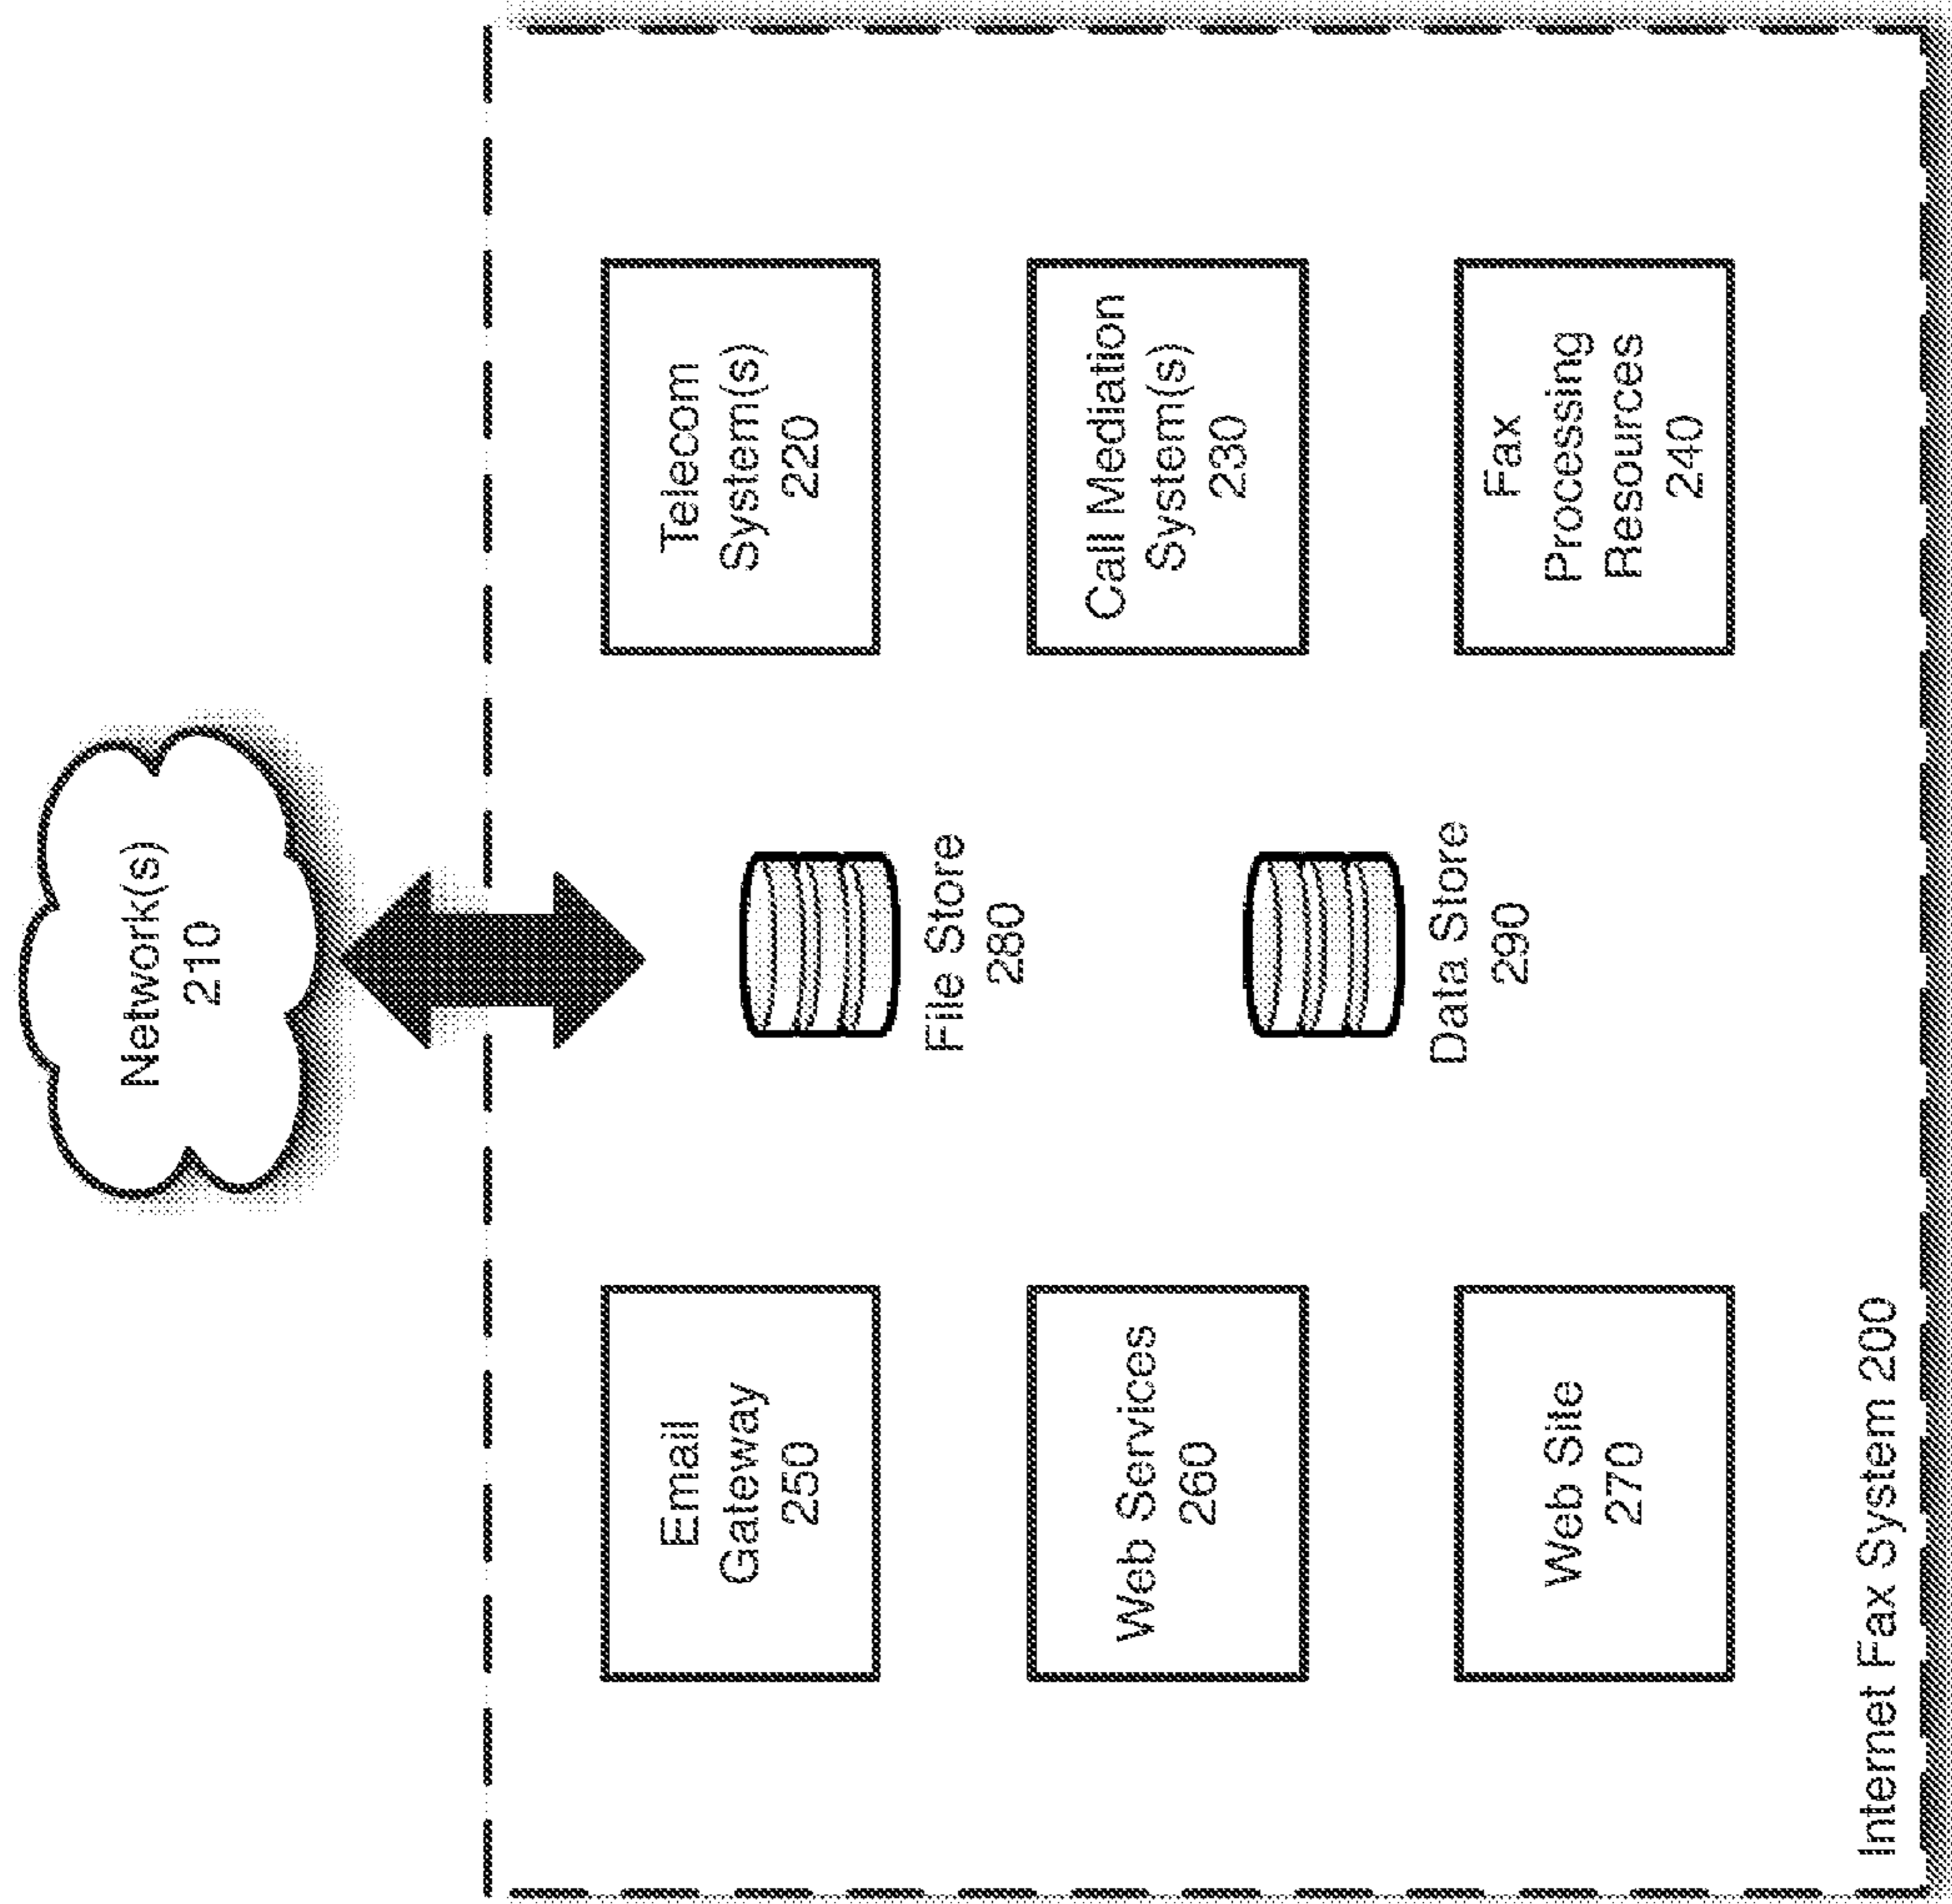 Network(s)
210
Email
Gateway
250
Web Services
260
Web Site
270
File Store
280
Data Store
290
Telecom
System(s)
220
Call Mediation
System(s)
230
Fax
Processing
Resources
240
Internet Fax System 200